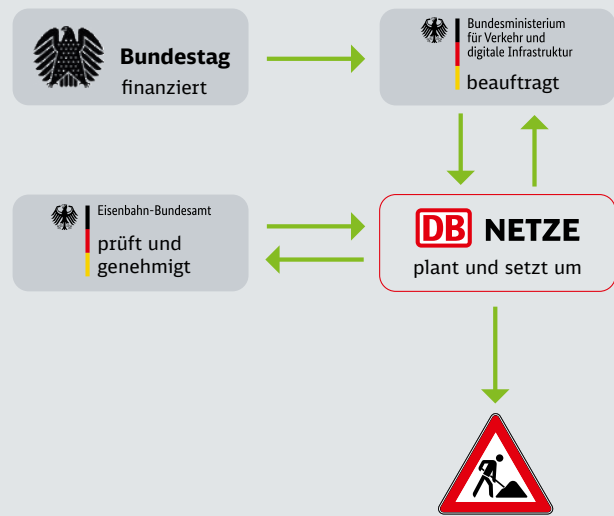 Bundestag
finanziert
Bundesministerium
für Verkehr und
digitale Infrastruktur
beauftragt
Eisenbahn-Bundesamt
prüft und
genehmigt
DB NETZE
plant und setzt um